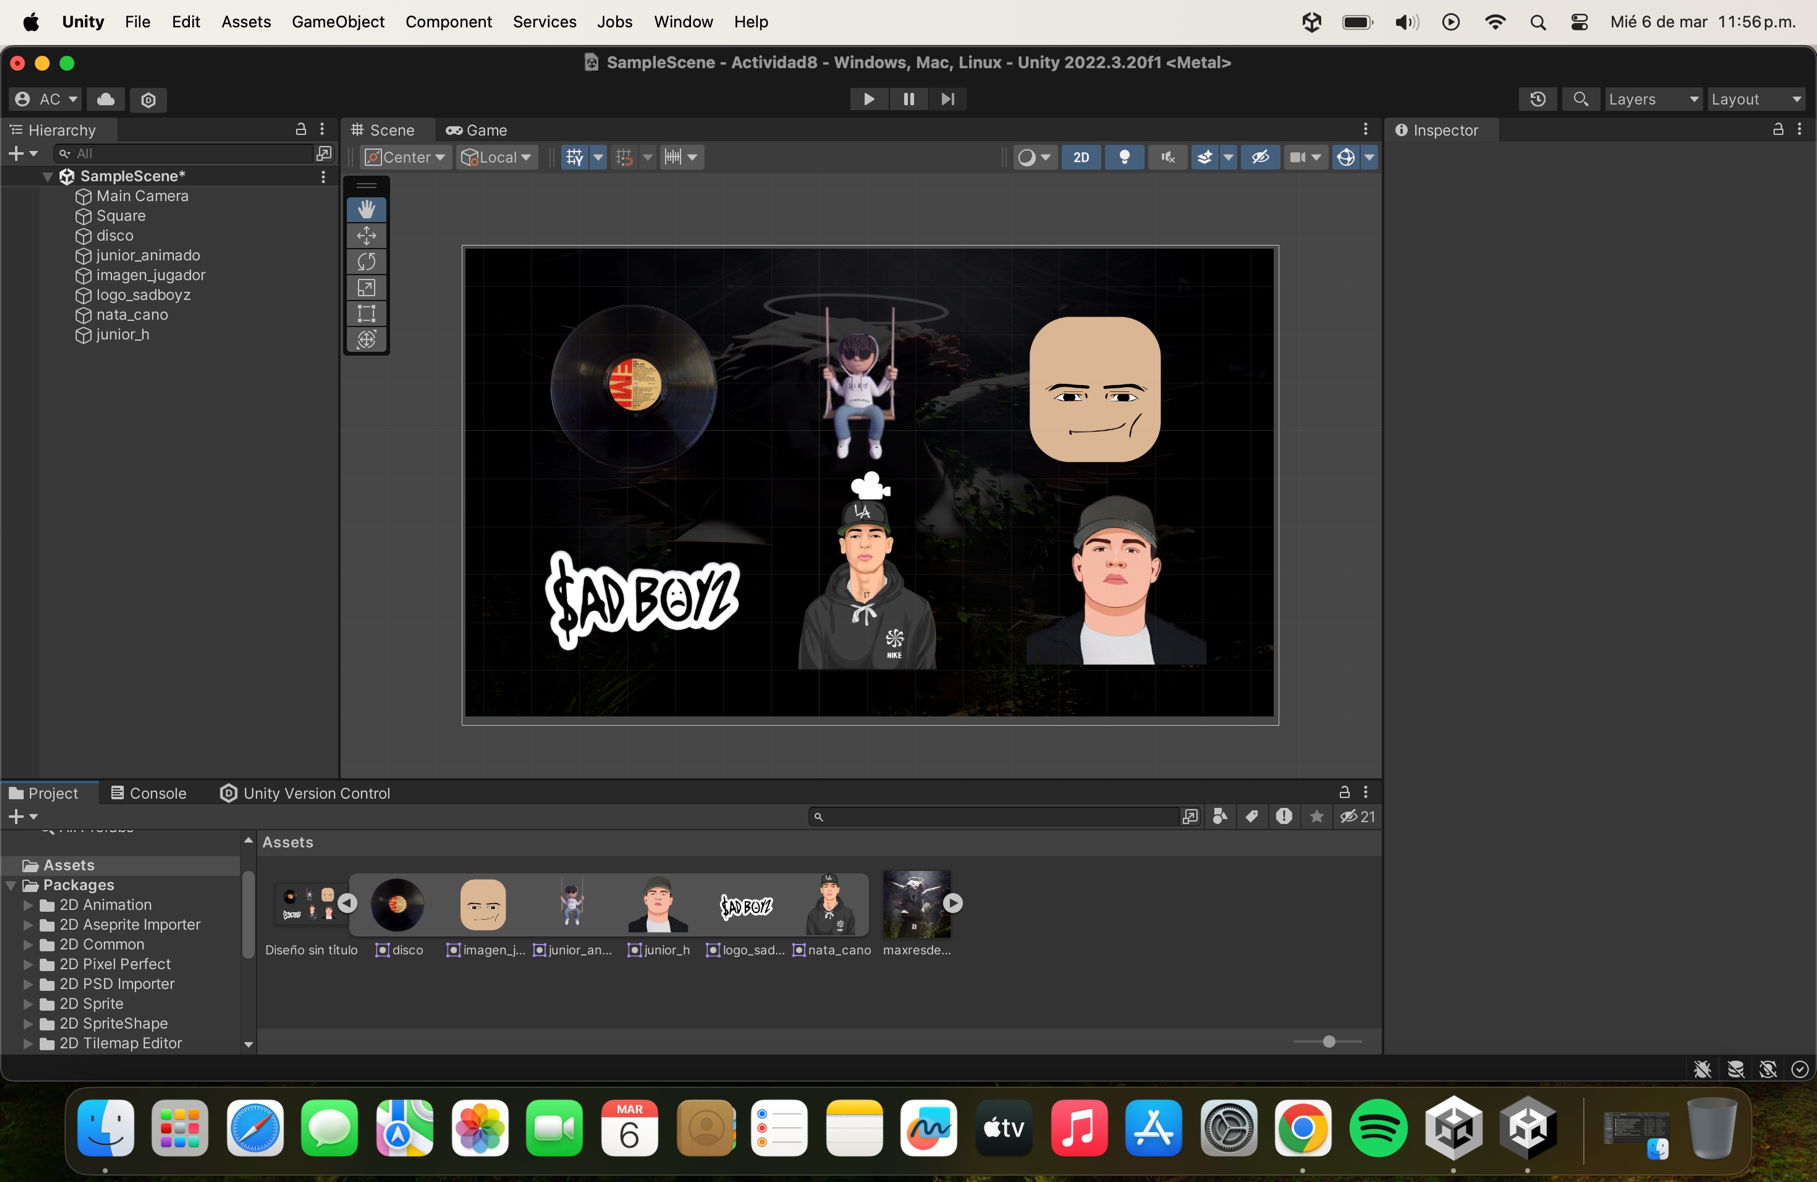 Unity File Edit Assets GameObject Component Services Jobs Window Help
Mié 6 de mar 11:56 p.m.
SampleScene - Actividad8 - Windows, Mac, Linux - Unity 2022.3.20f1 <Metal>
AC
Layers
Layout
Hierarchy
Scene
Game
Inspector
All
Center
Local
2D
SampleScene*
Main Camera
Square
disco
junior_animado
imagen_jugador
logo_sadboyz
nata_cano
junior_h
EMI
LA
$AD BOYZ
NIKE
Project
Console
Unity Version Control
21
Assets
Assets
Packages
2D Animation
2D Aseprite Importer
2D Common
2D Pixel Perfect
2D PSD Importer
2D Sprite
2D SpriteShape
2D Tilemap Editor
$AD BOYZ
Diseño sin título
disco
imagen_j...
junior_an...
junior_h
logo_sad...
nata_cano
maxresde...
MAR
6
tv